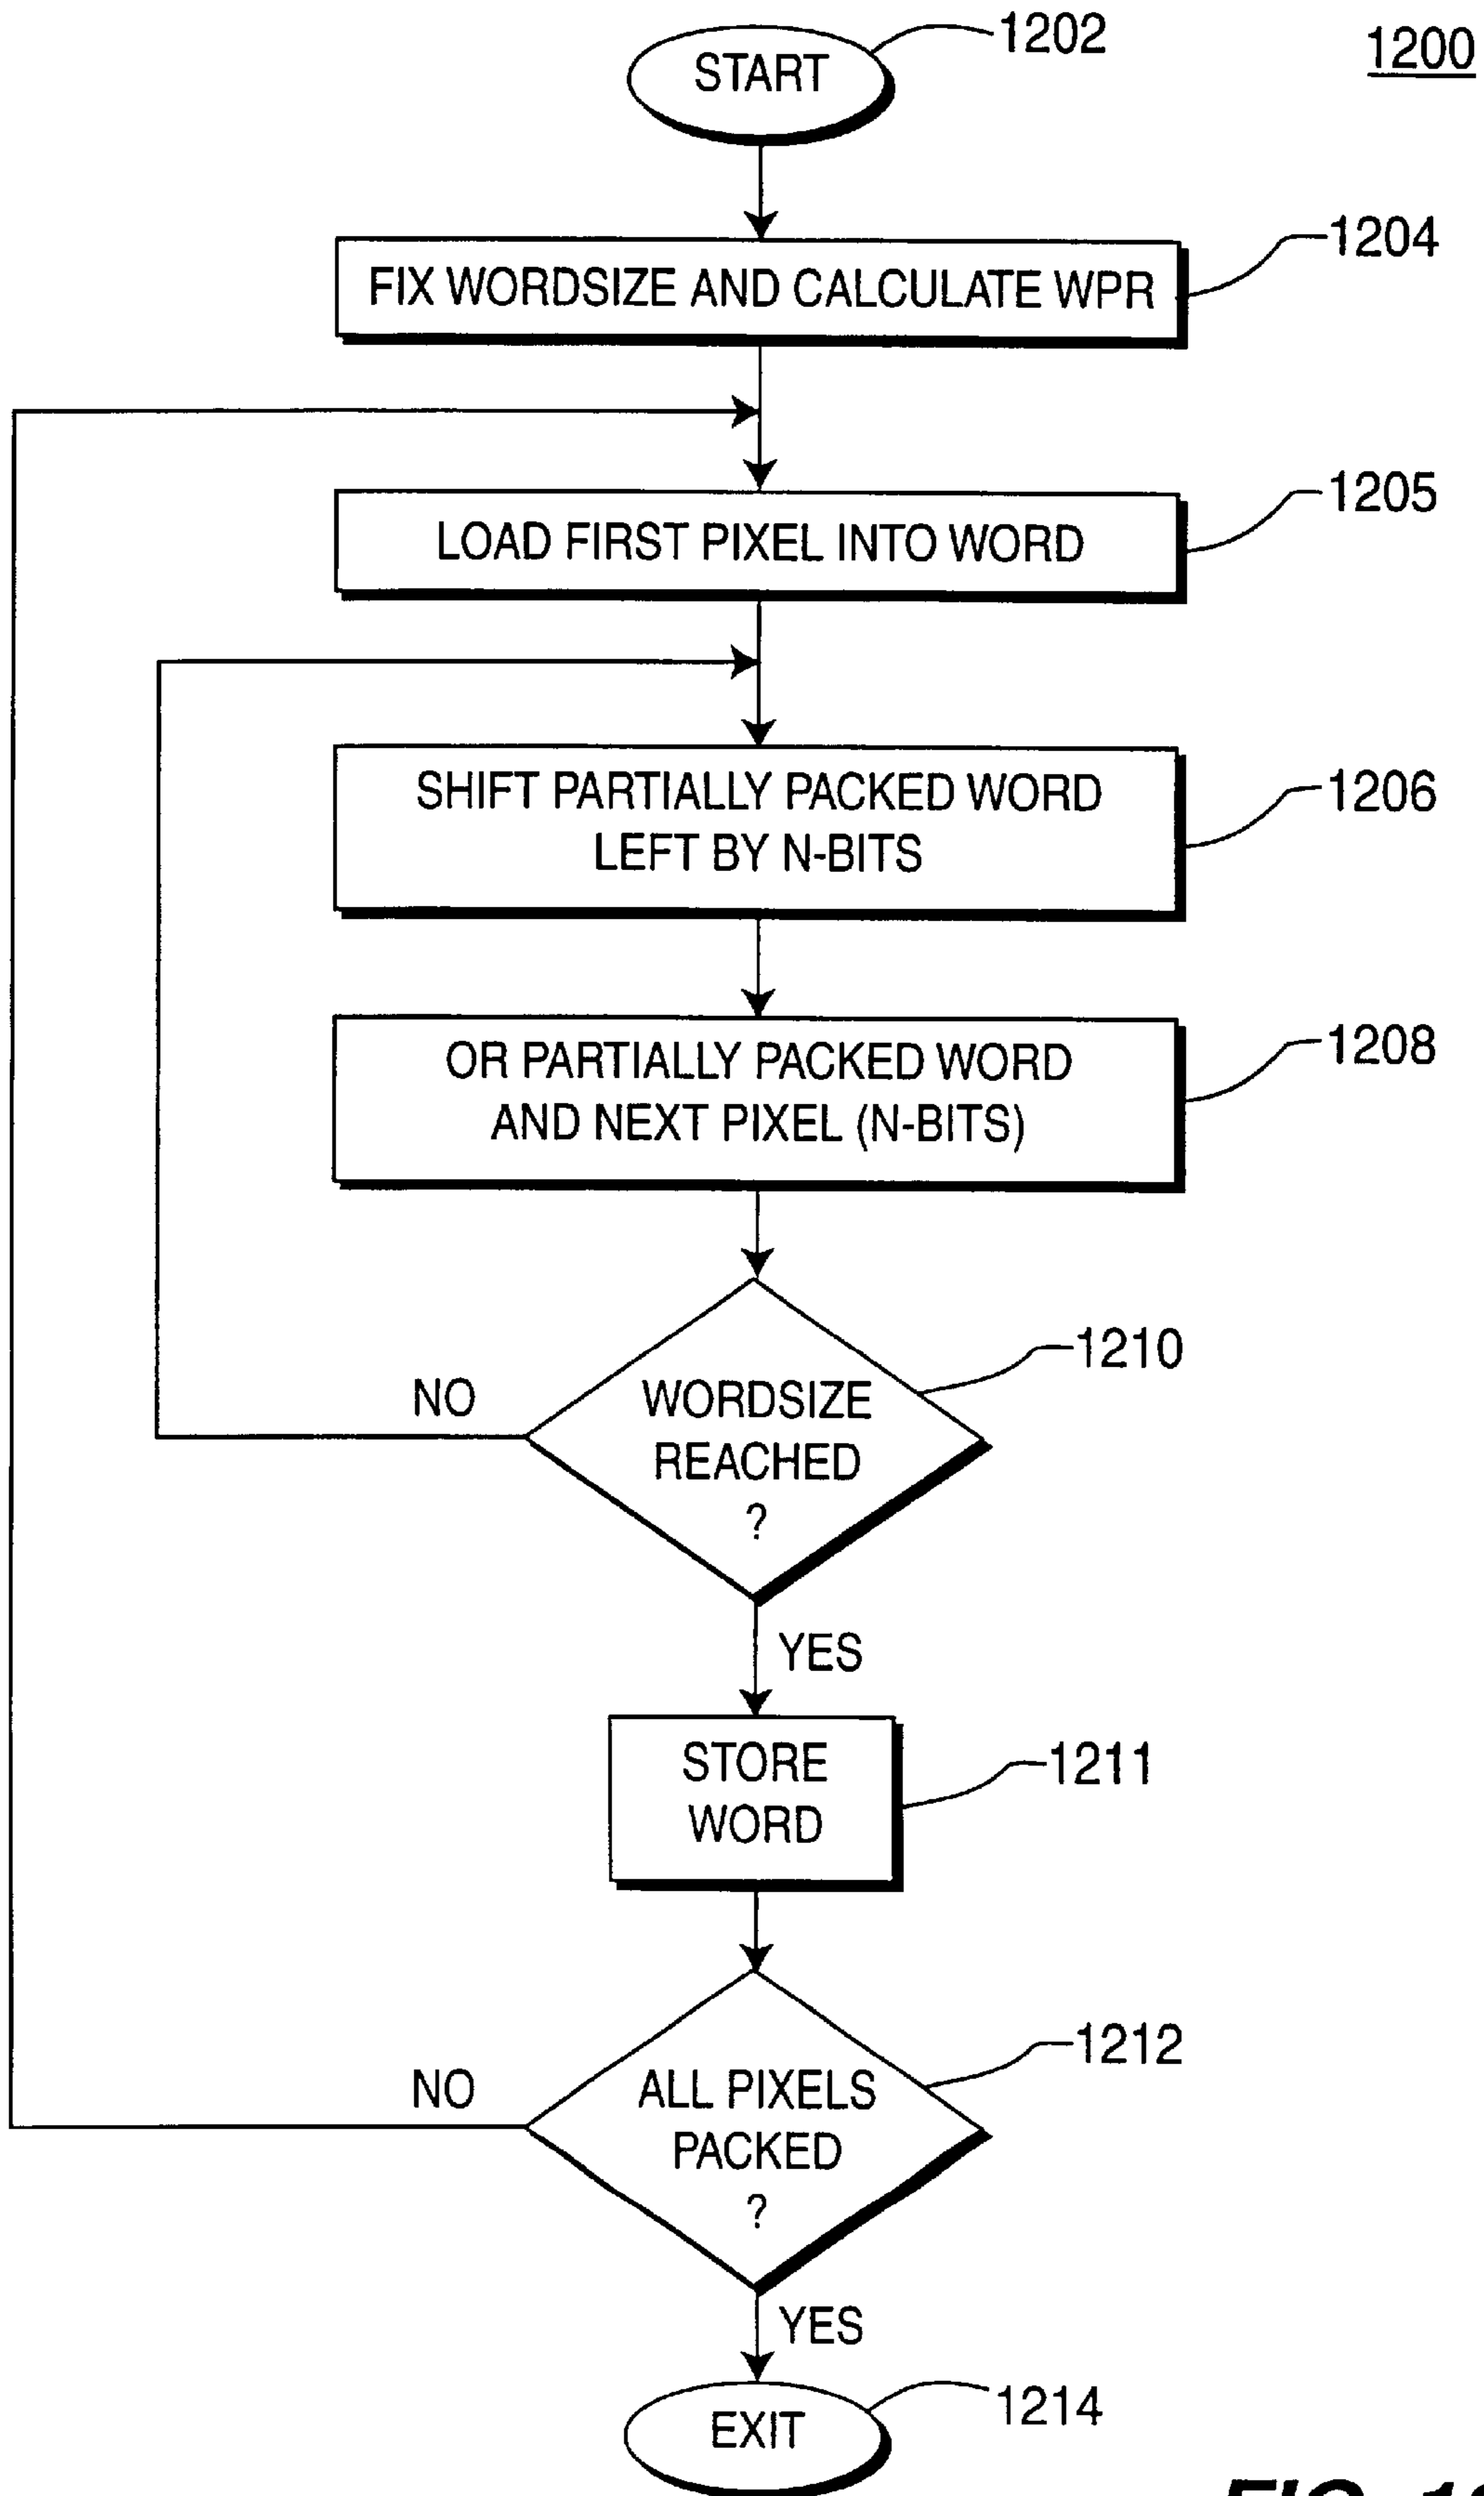 1202
1200
START
1204
FIX WORDSIZE AND CALCULATE WPR
1205
LOAD FIRST PIXEL INTO WORD
1206
SHIFT PARTIALLY PACKED WORD
LEFT BY N-BITS
1208
OR PARTIALLY PACKED WORD
AND NEXT PIXEL (N-BITS)
1210
NO
WORDSIZE
REACHED
?
YES
1211
STORE
WORD
1212
NO
ALL PIXELS
PACKED
?
YES
1214
EXIT